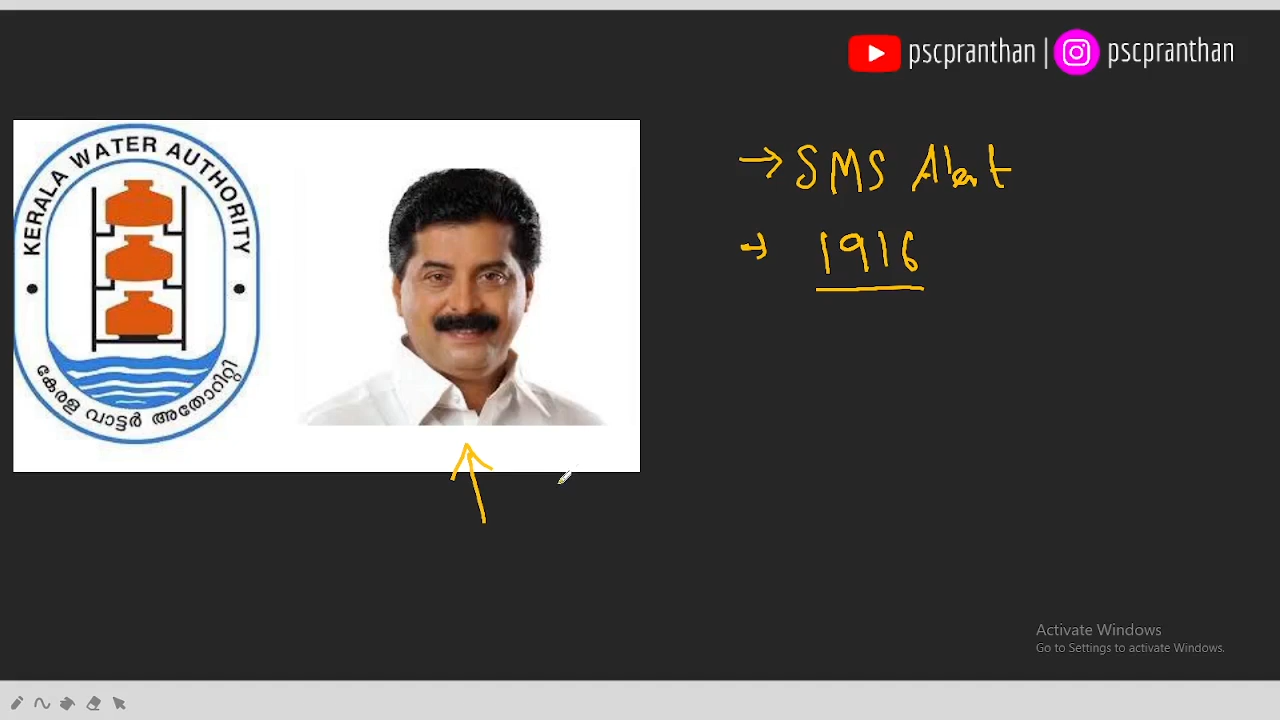 pscpranthan | pscpranthan
KERALA WATER AUTHORITY
കേരള വാട്ടർ അതോറിറ്റി
→ SMS Alert
→ 1916
Activate Windows
Go to Settings to activate Windows.